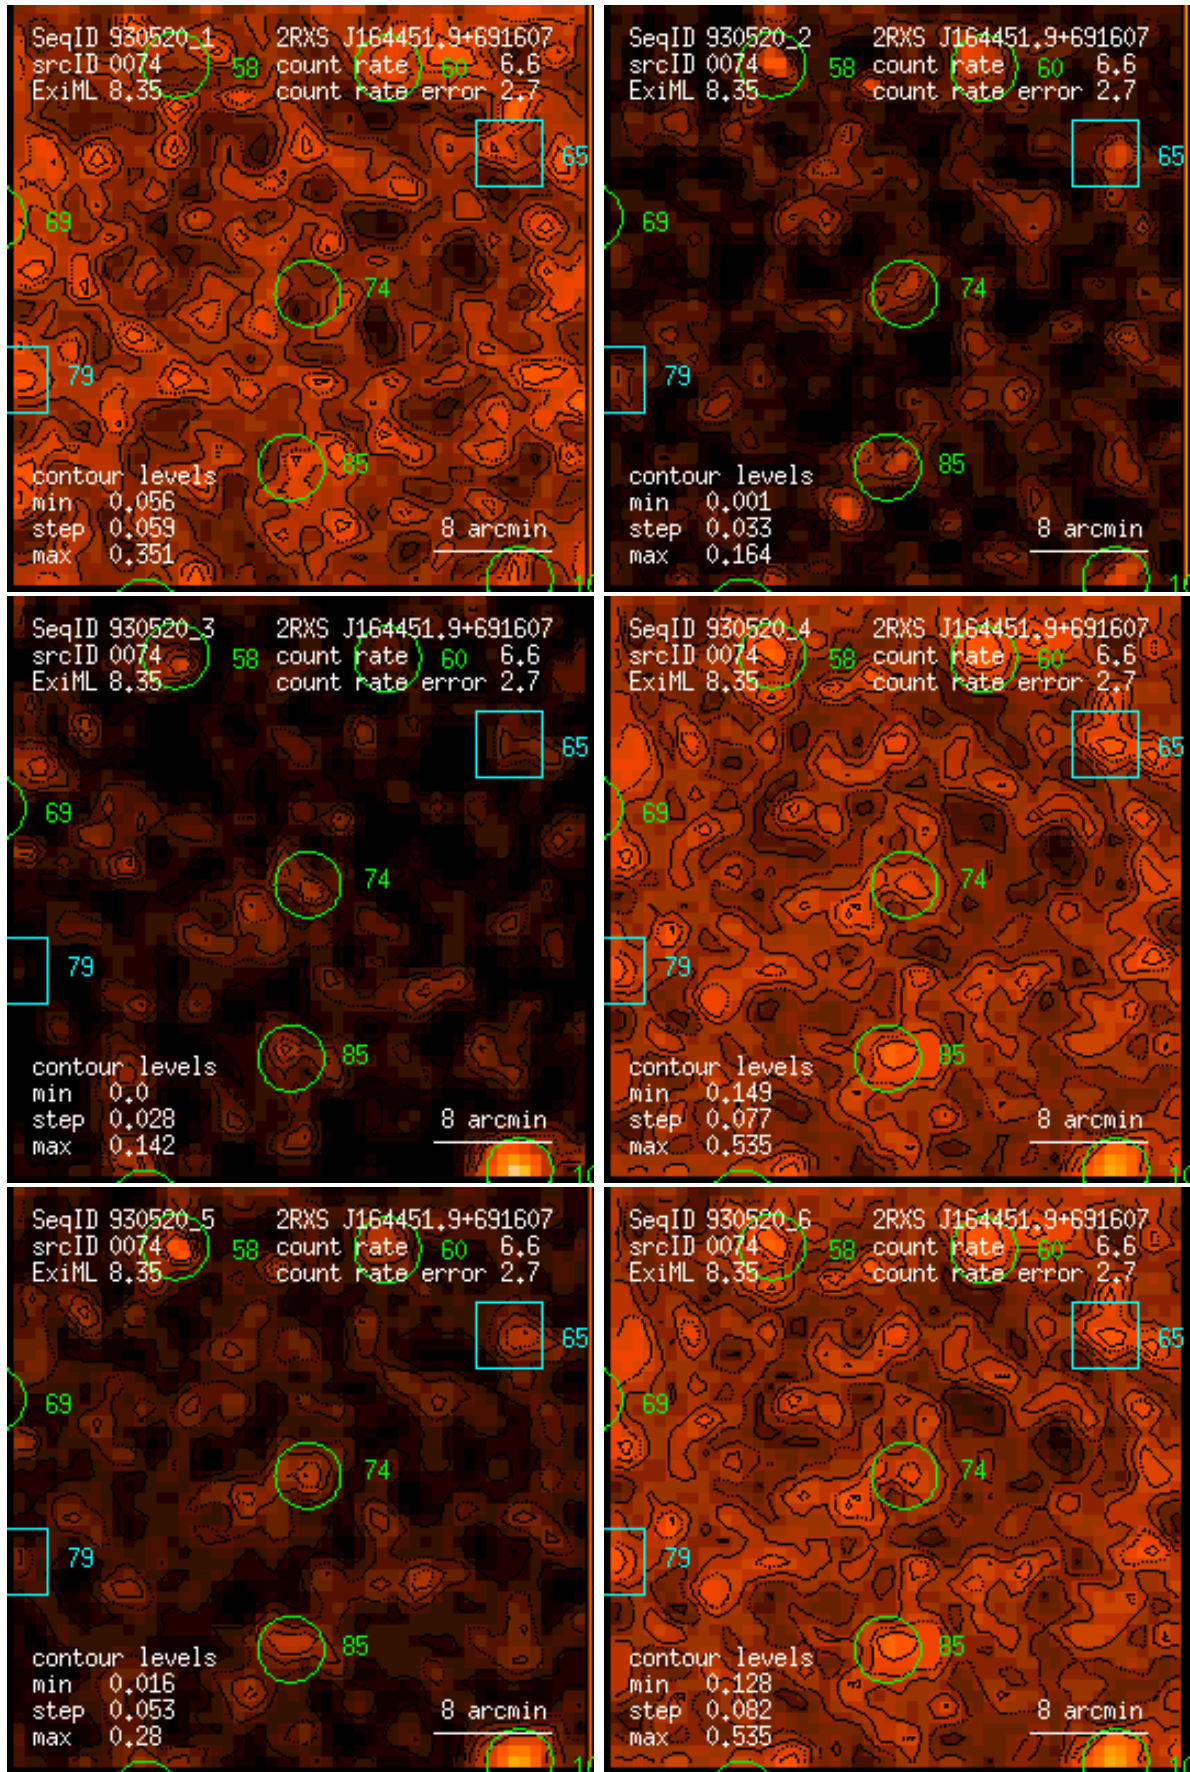 SeqID 930520_1 2RXS J164451.9+691607
srcID 0074 58 count rate 60 6.6
ExiML 8.35 count rate error 2.7
65
69
74
79
85
contour levels
min 0.056
step 0.059 8 arcmin
max 0.351
SeqID 930520_2 2RXS J164451.9+691607
srcID 0074 58 count rate 60 6.6
ExiML 8.35 count rate error 2.7
65
69
74
79
85
contour levels
min 0.001
step 0.033 8 arcmin
max 0.164
SeqID 930520_3 2RXS J164451.9+691607
srcID 0074 58 count rate 60 6.6
ExiML 8.35 count rate error 2.7
65
69
74
79
85
contour levels
min 0.0
step 0.028 8 arcmin
max 0.142
SeqID 930520_4 2RXS J164451.9+691607
srcID 0074 58 count rate 60 6.6
ExiML 8.35 count rate error 2.7
65
69
74
79
85
contour levels
min 0.149
step 0.077 8 arcmin
max 0.535
SeqID 930520_5 2RXS J164451.9+691607
srcID 0074 58 count rate 60 6.6
ExiML 8.35 count rate error 2.7
65
69
74
79
85
contour levels
min 0.016
step 0.053 8 arcmin
max 0.28
SeqID 930520_6 2RXS J164451.9+691607
srcID 0074 58 count rate 60 6.6
ExiML 8.35 count rate error 2.7
65
69
74
79
85
contour levels
min 0.128
step 0.082 8 arcmin
max 0.535